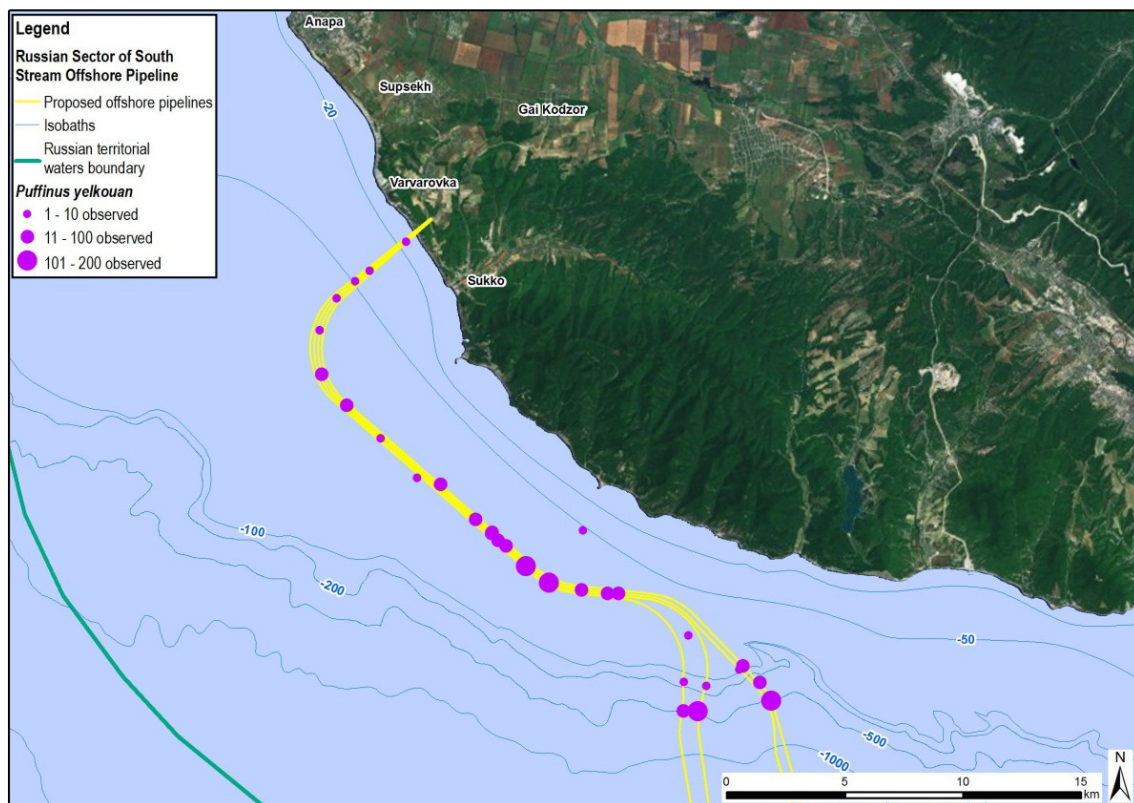 Legend
Russian Sector of South
Stream Offshore Pipeline
Proposed offshore pipelines
Isobaths
Russian territorial
waters boundary
Puffinus yelkouan
1 - 10 observed
11 - 100 observed
101 - 200 observed
Anapa
Supsekh
-20
Gai Kodzor
Varvarovka
Sukko
-100
-200
-50
-500
-1000
N
0 5 10 15
km